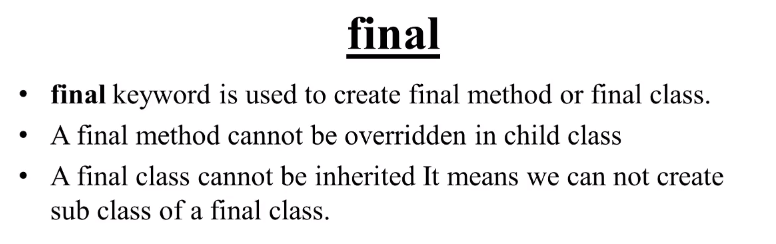 final
• final keyword is used to create final method or final class.
• A final method cannot be overridden in child class
• A final class cannot be inherited It means we can not create
sub class of a final class.